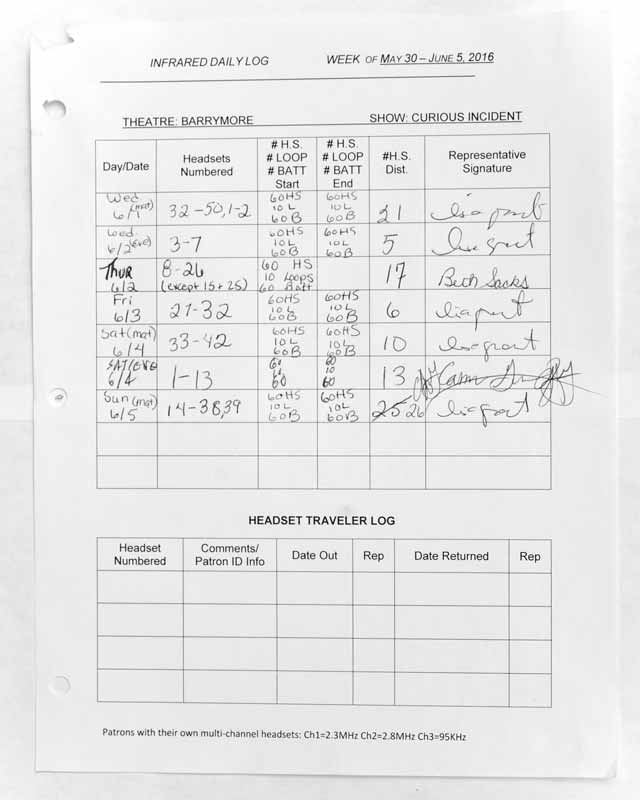 INFRARED DAILY LOG WEEK OF MAY 30 – JUNE 5, 2016
THEATRE: BARRYMORE SHOW: CURIOUS INCIDENT
Day/Date
Headsets
Numbered
# H.S.
# LOOP
# BATT
Start
# H.S.
# LOOP
# BATT
End
#H.S.
Dist.
Representative
Signature
Wed (mat)
6/1
32-50, 1-2
60HS
10 L
60B
60HS
10L
60B
21
lisa grant
Wed.
6/2 (eve)
3-7
60HS
10 L
60B
60HS
10L
60B
5
lisa grant
Thur
6/2
8-26
(except 15 + 25)
60 HS
10 Loops
60 Batt
17
Beth Sacks
Fri
6/3
27-32
60HS
10L
60B
60HS
10L
60B
6
lisa grant
Sat (mat)
6/4
33-42
60HS
10L
60B
60HS
10L
60B
10
lisa grant
SAT/EVE
6/4
1-13
60
60
60
10
60
13
Sun (mat)
6/5
14-38,39
60HS
10L
60B
60HS
10L
60B
25 26
lisa grant
HEADSET TRAVELER LOG
Headset
Numbered
Comments/
Patron ID Info
Date Out
Rep
Date Returned
Rep
Patrons with their own multi-channel headsets: Ch1=2.3MHz Ch2=2.8MHz Ch3=95KHz